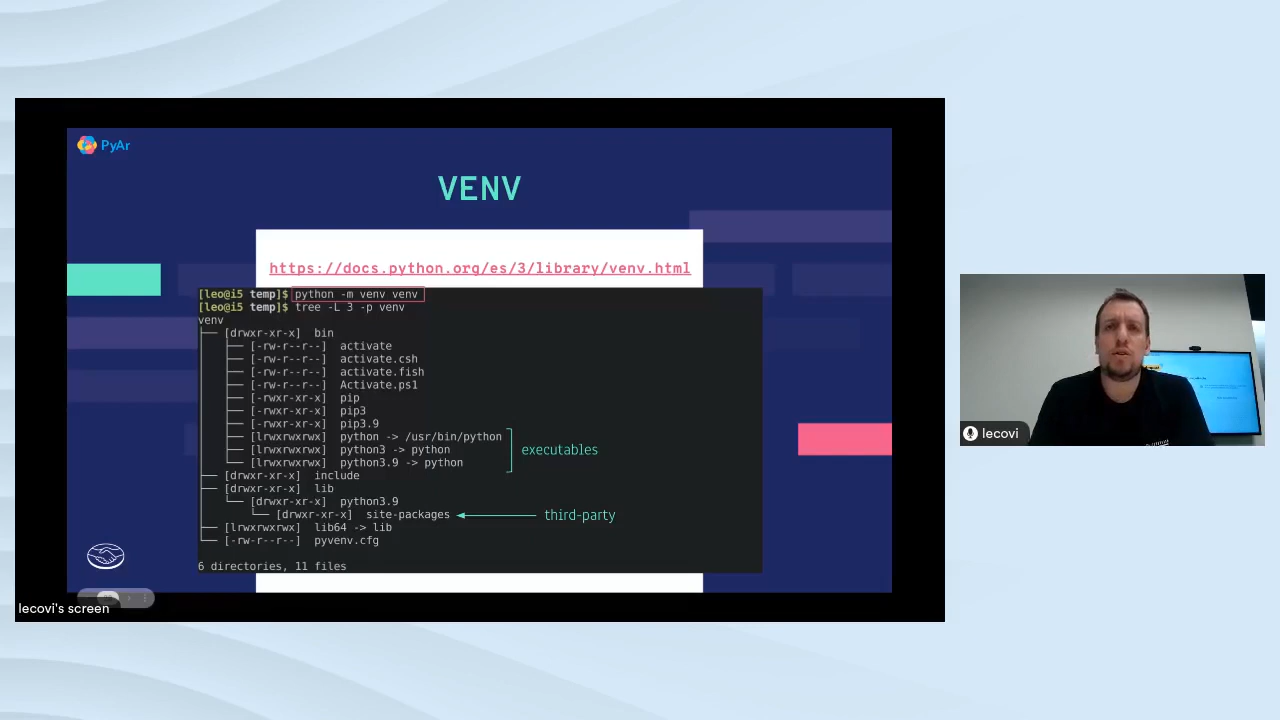 PyAr
VENV
https://docs.python.org/es/3/library/venv.html
[leo@i5 temp]$ python -m venv venv
[leo@i5 temp]$ tree -L 3 -p venv
venv
├── [drwxr-xr-x]  bin
│   ├── [-rw-r--r--]  activate
│   ├── [-rw-r--r--]  activate.csh
│   ├── [-rw-r--r--]  activate.fish
│   ├── [-rw-r--r--]  Activate.ps1
│   ├── [-rwxr-xr-x]  pip
│   ├── [-rwxr-xr-x]  pip3
│   ├── [-rwxr-xr-x]  pip3.9
│   ├── [lrwxrwxrwx]  python -> /usr/bin/python
│   ├── [lrwxrwxrwx]  python3 -> python
│   └── [lrwxrwxrwx]  python3.9 -> python
executables
├── [drwxr-xr-x]  include
├── [drwxr-xr-x]  lib
│   └── [drwxr-xr-x]  python3.9
│       └── [drwxr-xr-x]  site-packages
third-party
├── [lrwxrwxrwx]  lib64 -> lib
└── [-rw-r--r--]  pyvenv.cfg
6 directories, 11 files
lecovi's screen
lecovi